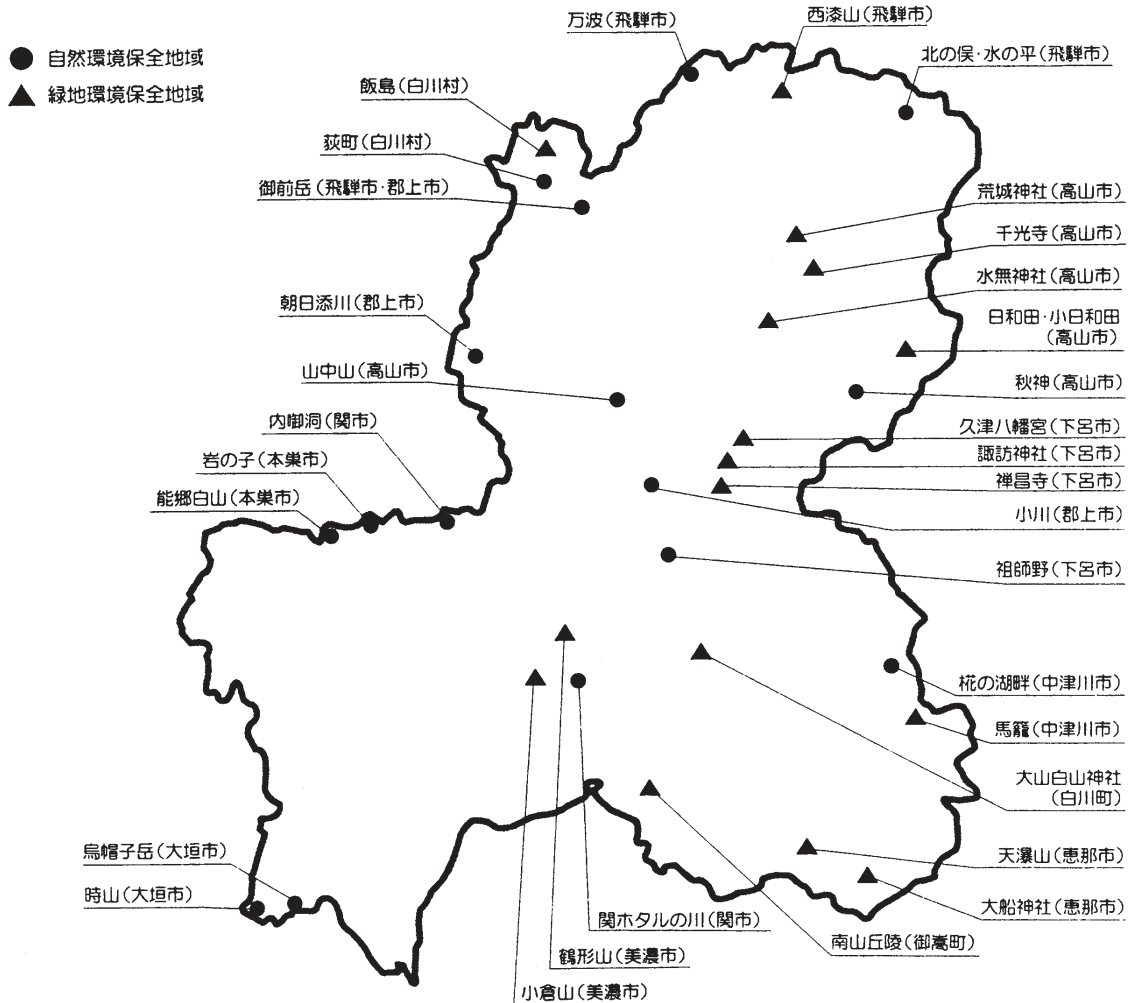 ● 自然環境保全地域
▲ 緑地環境保全地域
万波(飛騨市)
西漆山(飛騨市)
北の俣・水の平(飛騨市)
飯島(白川村)
荻町(白川村)
御前岳(飛騨市・郡上市)
荒城神社(高山市)
千光寺(高山市)
水無神社(高山市)
日和田・小日和田
(高山市)
朝日添川(郡上市)
山中山(高山市)
秋神(高山市)
内啣洞(関市)
岩の子(本巣市)
能郷白山(本巣市)
久津八幡宮(下呂市)
諏訪神社(下呂市)
禅昌寺(下呂市)
小川(郡上市)
祖師野(下呂市)
椛の湖畔(中津川市)
馬籠(中津川市)
大山白山神社
(白川町)
天瀑山(恵那市)
大船神社(恵那市)
南山丘陵(御嵩町)
烏帽子岳(大垣市)
時山(大垣市)
関ホタルの川(関市)
鶴形山(美濃市)
小倉山(美濃市)